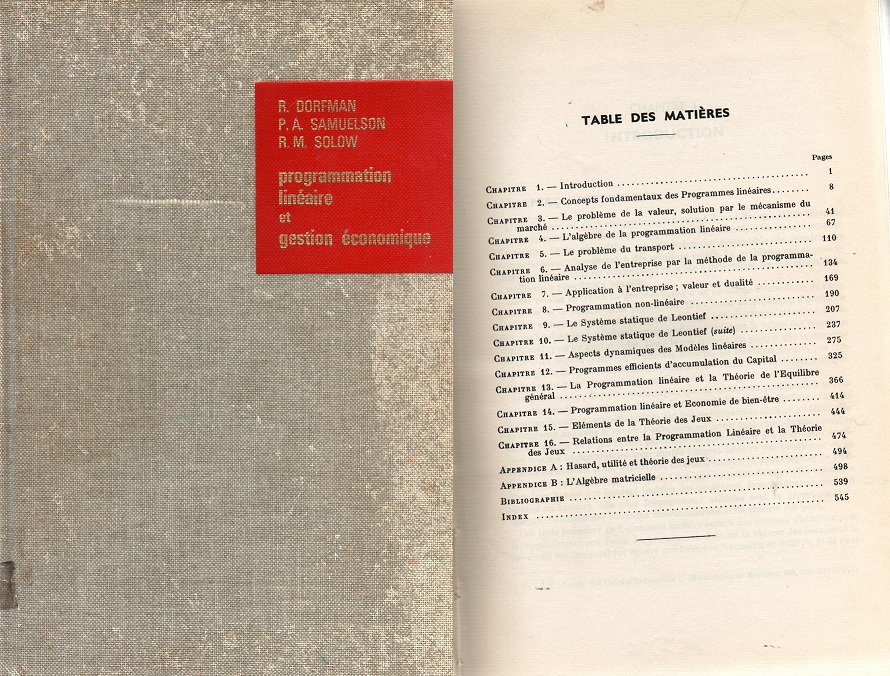 R. DORFMAN
P. A. SAMUELSON
R. M. SOLOW
programmation
linéaire
et
gestion économique
TABLE DES MATIÈRES
Pages
CHAPITRE 1. — Introduction 1
CHAPITRE 2. — Concepts fondamentaux des Programmes linéaires 8
CHAPITRE 3. — Le problème de la valeur, solution par le mécanisme du
marché 41
CHAPITRE 4. — L'algèbre de la programmation linéaire 67
CHAPITRE 5. — Le problème du transport 110
CHAPITRE 6. — Analyse de l'entreprise par la méthode de la programma-
tion linéaire 134
CHAPITRE 7. — Application à l'entreprise ; valeur et dualité 169
CHAPITRE 8. — Programmation non-linéaire 190
CHAPITRE 9. — Le Système statique de Leontief 207
CHAPITRE 10. — Le Système statique de Leontief (suite) 237
CHAPITRE 11. — Aspects dynamiques des Modèles linéaires 275
CHAPITRE 12. — Programmes efficients d'accumulation du Capital 325
CHAPITRE 13. — La Programmation linéaire et la Théorie de l'Equilibre
général 366
CHAPITRE 14. — Programmation linéaire et Economie de bien-être 414
CHAPITRE 15. — Eléments de la Théorie des Jeux 444
CHAPITRE 16. — Relations entre la Programmation Linéaire et la Théorie
des Jeux 474
APPENDICE A : Hasard, utilité et théorie des jeux 494
APPENDICE B : L'Algèbre matricielle 498
BIBLIOGRAPHIE 539
INDEX 545